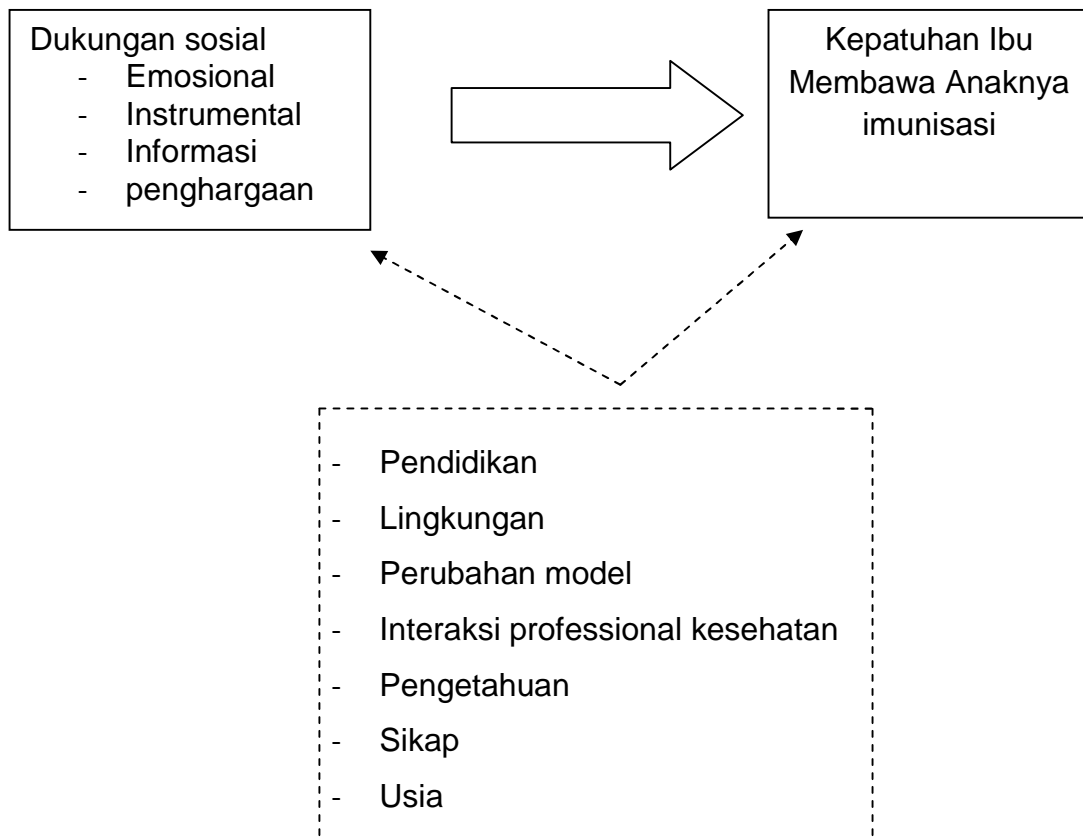 Dukungan sosial
- Emosional
- Instrumental
- Informasi
- penghargaan
Kepatuhan Ibu
Membawa Anaknya
imunisasi
- Pendidikan
- Lingkungan
- Perubahan model
- Interaksi professional kesehatan
- Pengetahuan
- Sikap
- Usia